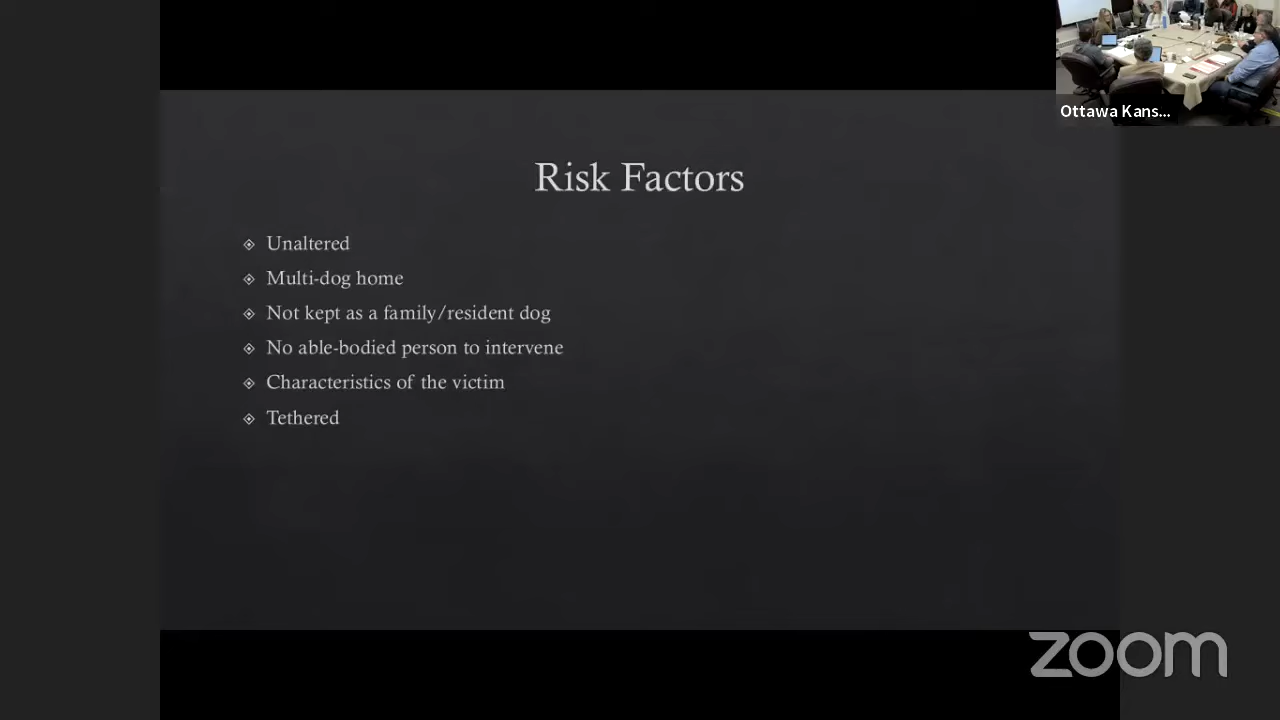 Ottawa Kans...
Risk Factors
Unaltered
Multi-dog home
Not kept as a family/resident dog
No able-bodied person to intervene
Characteristics of the victim
Tethered
zoom